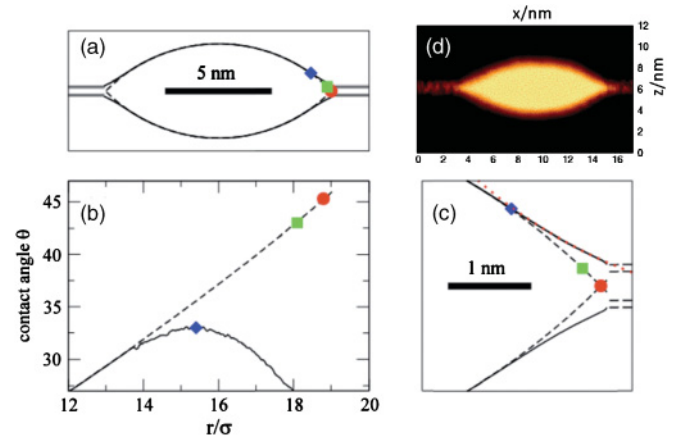 (a)
5 nm
x/nm
(d)
12
10
8
6
4
2
0
z/nm
0 2 4 6 8 10 12 14 16
(b)
45
40
35
30
contact angle θ
12 14 16 18 20
r/σ
(c)
1 nm